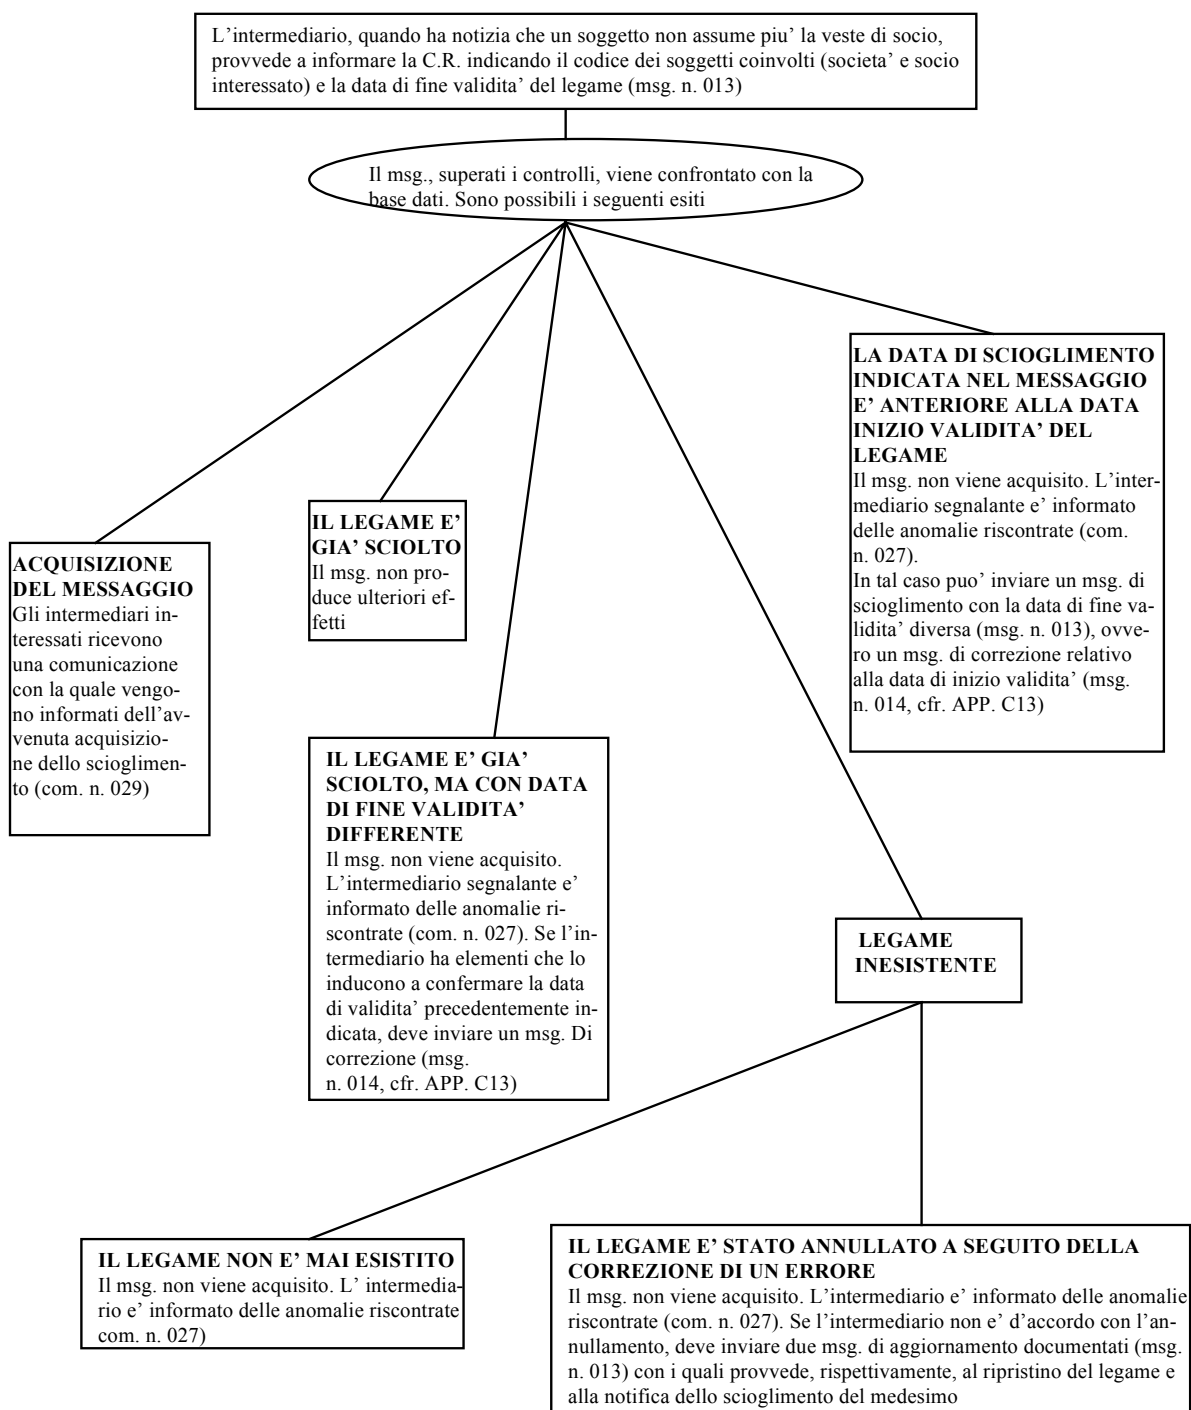 L'intermediario, quando ha notizia che un soggetto non assume piu' la veste di socio,
provvede a informare la C.R. indicando il codice dei soggetti coinvolti (societa' e socio
interessato) e la data di fine validita' del legame (msg. n. 013)
Il msg., superati i controlli, viene confrontato con la
base dati. Sono possibili i seguenti esiti
ACQUISIZIONE
DEL MESSAGGIO
Gli intermediari in-
teressati ricevono
una comunicazione
con la quale vengo-
no informati dell'av-
venuta acquisizio-
ne dello scioglimen-
to (com. n. 029)
IL LEGAME E'
GIA' SCIOLTO
Il msg. non pro-
duce ulteriori ef-
fetti
IL LEGAME E' GIA'
SCIOLTO, MA CON DATA
DI FINE VALIDITA'
DIFFERENTE
Il msg. non viene acquisito.
L'intermediario segnalante e'
informato delle anomalie ri-
scontrate (com. n. 027). Se l'in-
termediario ha elementi che lo
inducono a confermare la data
di validita' precedentemente in-
dicata, deve inviare un msg. Di
correzione (msg.
n. 014, cfr. APP. C13)
LA DATA DI SCIOGLIMENTO
INDICATA NEL MESSAGGIO
E' ANTERIORE ALLA DATA
INIZIO VALIDITA' DEL
LEGAME
Il msg. non viene acquisito. L'inter-
mediario segnalante e' informato
delle anomalie riscontrate (com.
n. 027).
In tal caso puo' inviare un msg. di
scioglimento con la data di fine va-
lidita' diversa (msg. n. 013), ovve-
ro un msg. di correzione relativo
alla data di inizio validita' (msg.
n. 014, cfr. APP. C13)
LEGAME
INESISTENTE
IL LEGAME NON E' MAI ESISTITO
Il msg. non viene acquisito. L' intermedia-
rio e' informato delle anomalie riscontrate
com. n. 027)
IL LEGAME E' STATO ANNULLATO A SEGUITO DELLA
CORREZIONE DI UN ERRORE
Il msg. non viene acquisito. L'intermediario e' informato delle anomalie
riscontrate (com. n. 027). Se l'intermediario non e' d'accordo con l'an-
nullamento, deve inviare due msg. di aggiornamento documentati (msg.
n. 013) con i quali provvede, rispettivamente, al ripristino del legame e
alla notifica dello scioglimento del medesimo